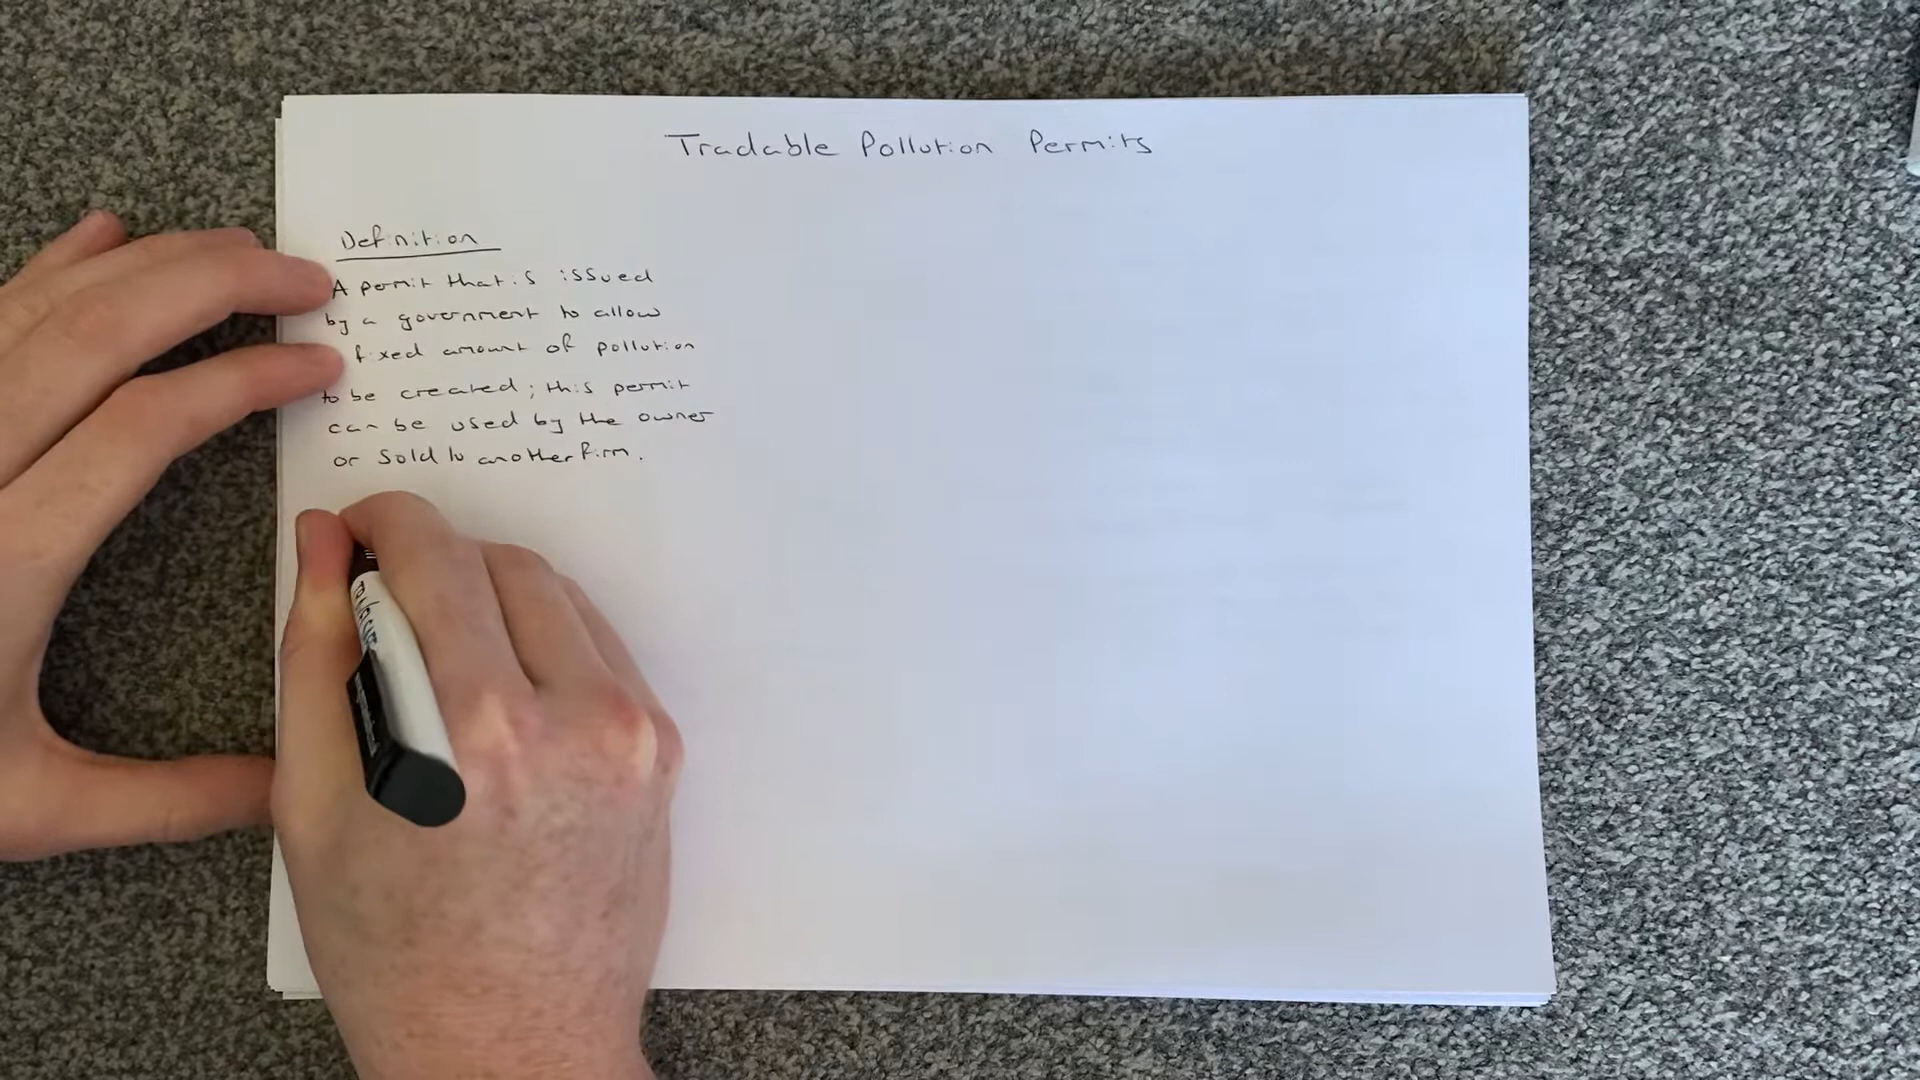 Tradable Pollution Permits
Definition
A permit that is issued
by a government to allow
fixed amount of pollution
to be created; this permit
can be used by the owner
or sold to another firm.